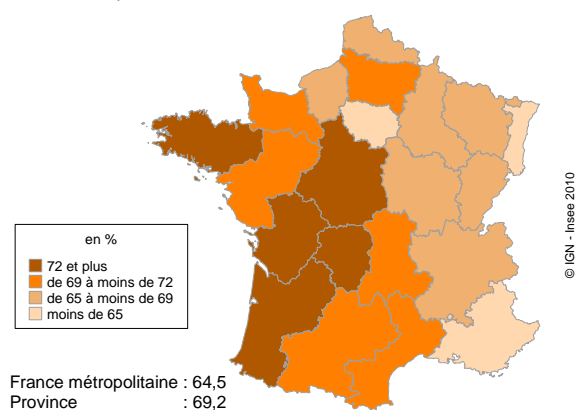 en %
72 et plus
de 69 à moins de 72
de 65 à moins de 69
moins de 65
© IGN - Insee 2010
France métropolitaine : 64,5
Province : 69,2